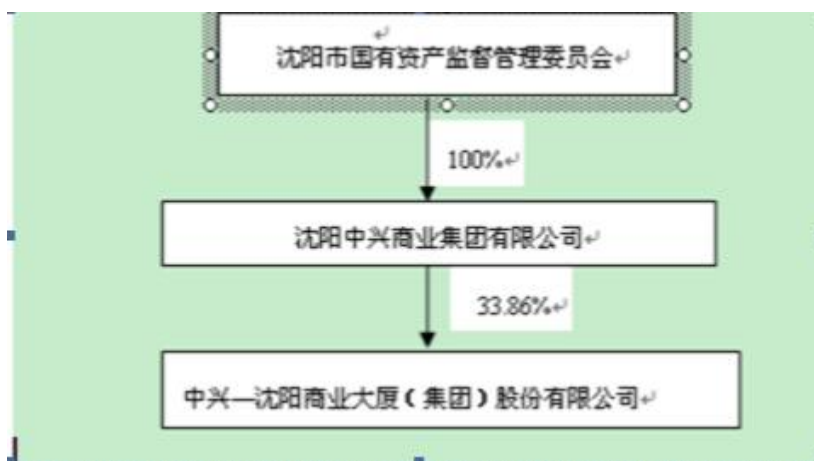 沈阳市国有资产监督管理委员会
100%
沈阳中兴商业集团有限公司
33.86%
中兴—沈阳商业大厦（集团）股份有限公司